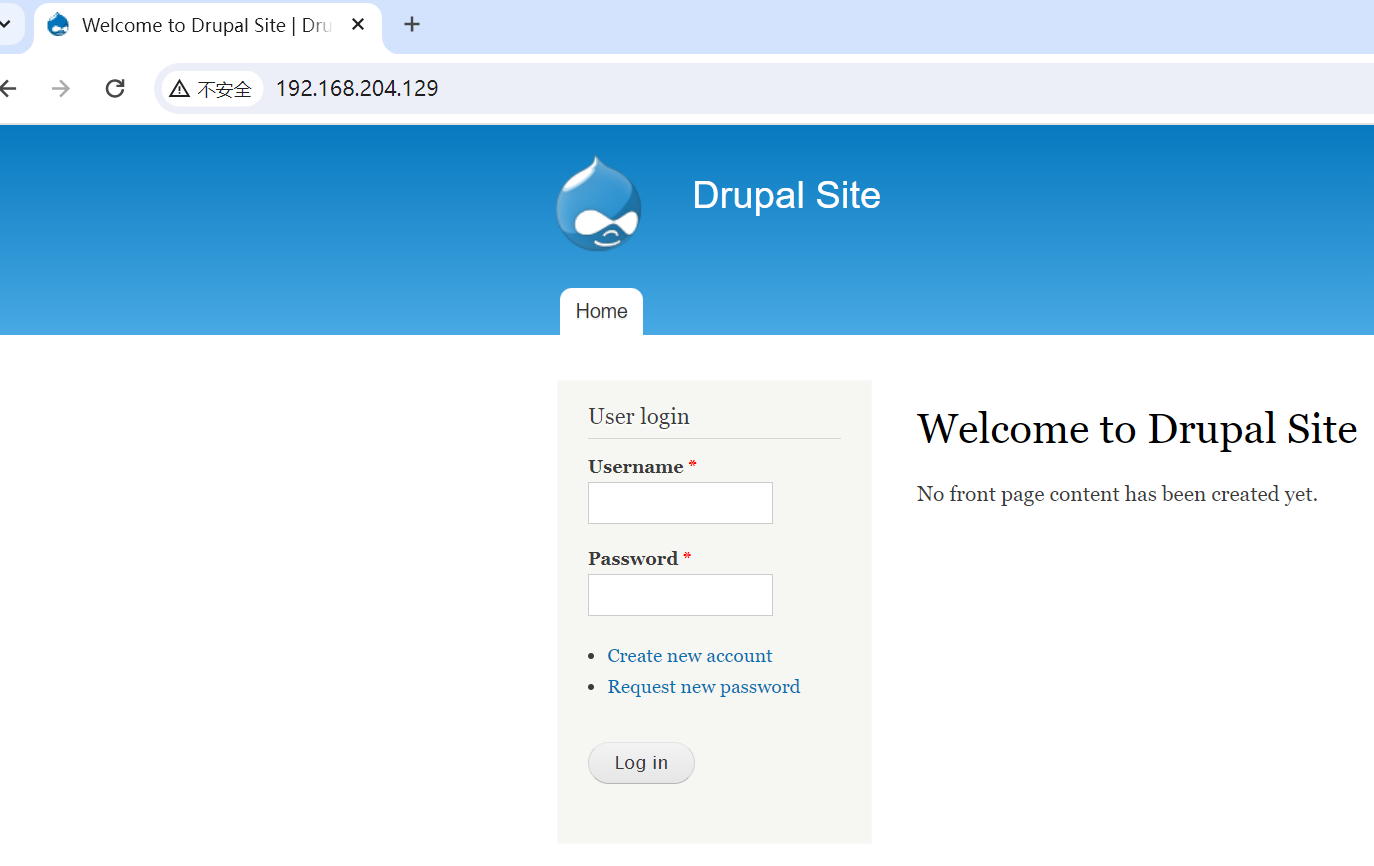 Welcome to Drupal Site | Dru
不安全 192.168.204.129
Drupal Site
Home
User login
Username *
Password *
Create new account
Request new password
Log in
Welcome to Drupal Site
No front page content has been created yet.